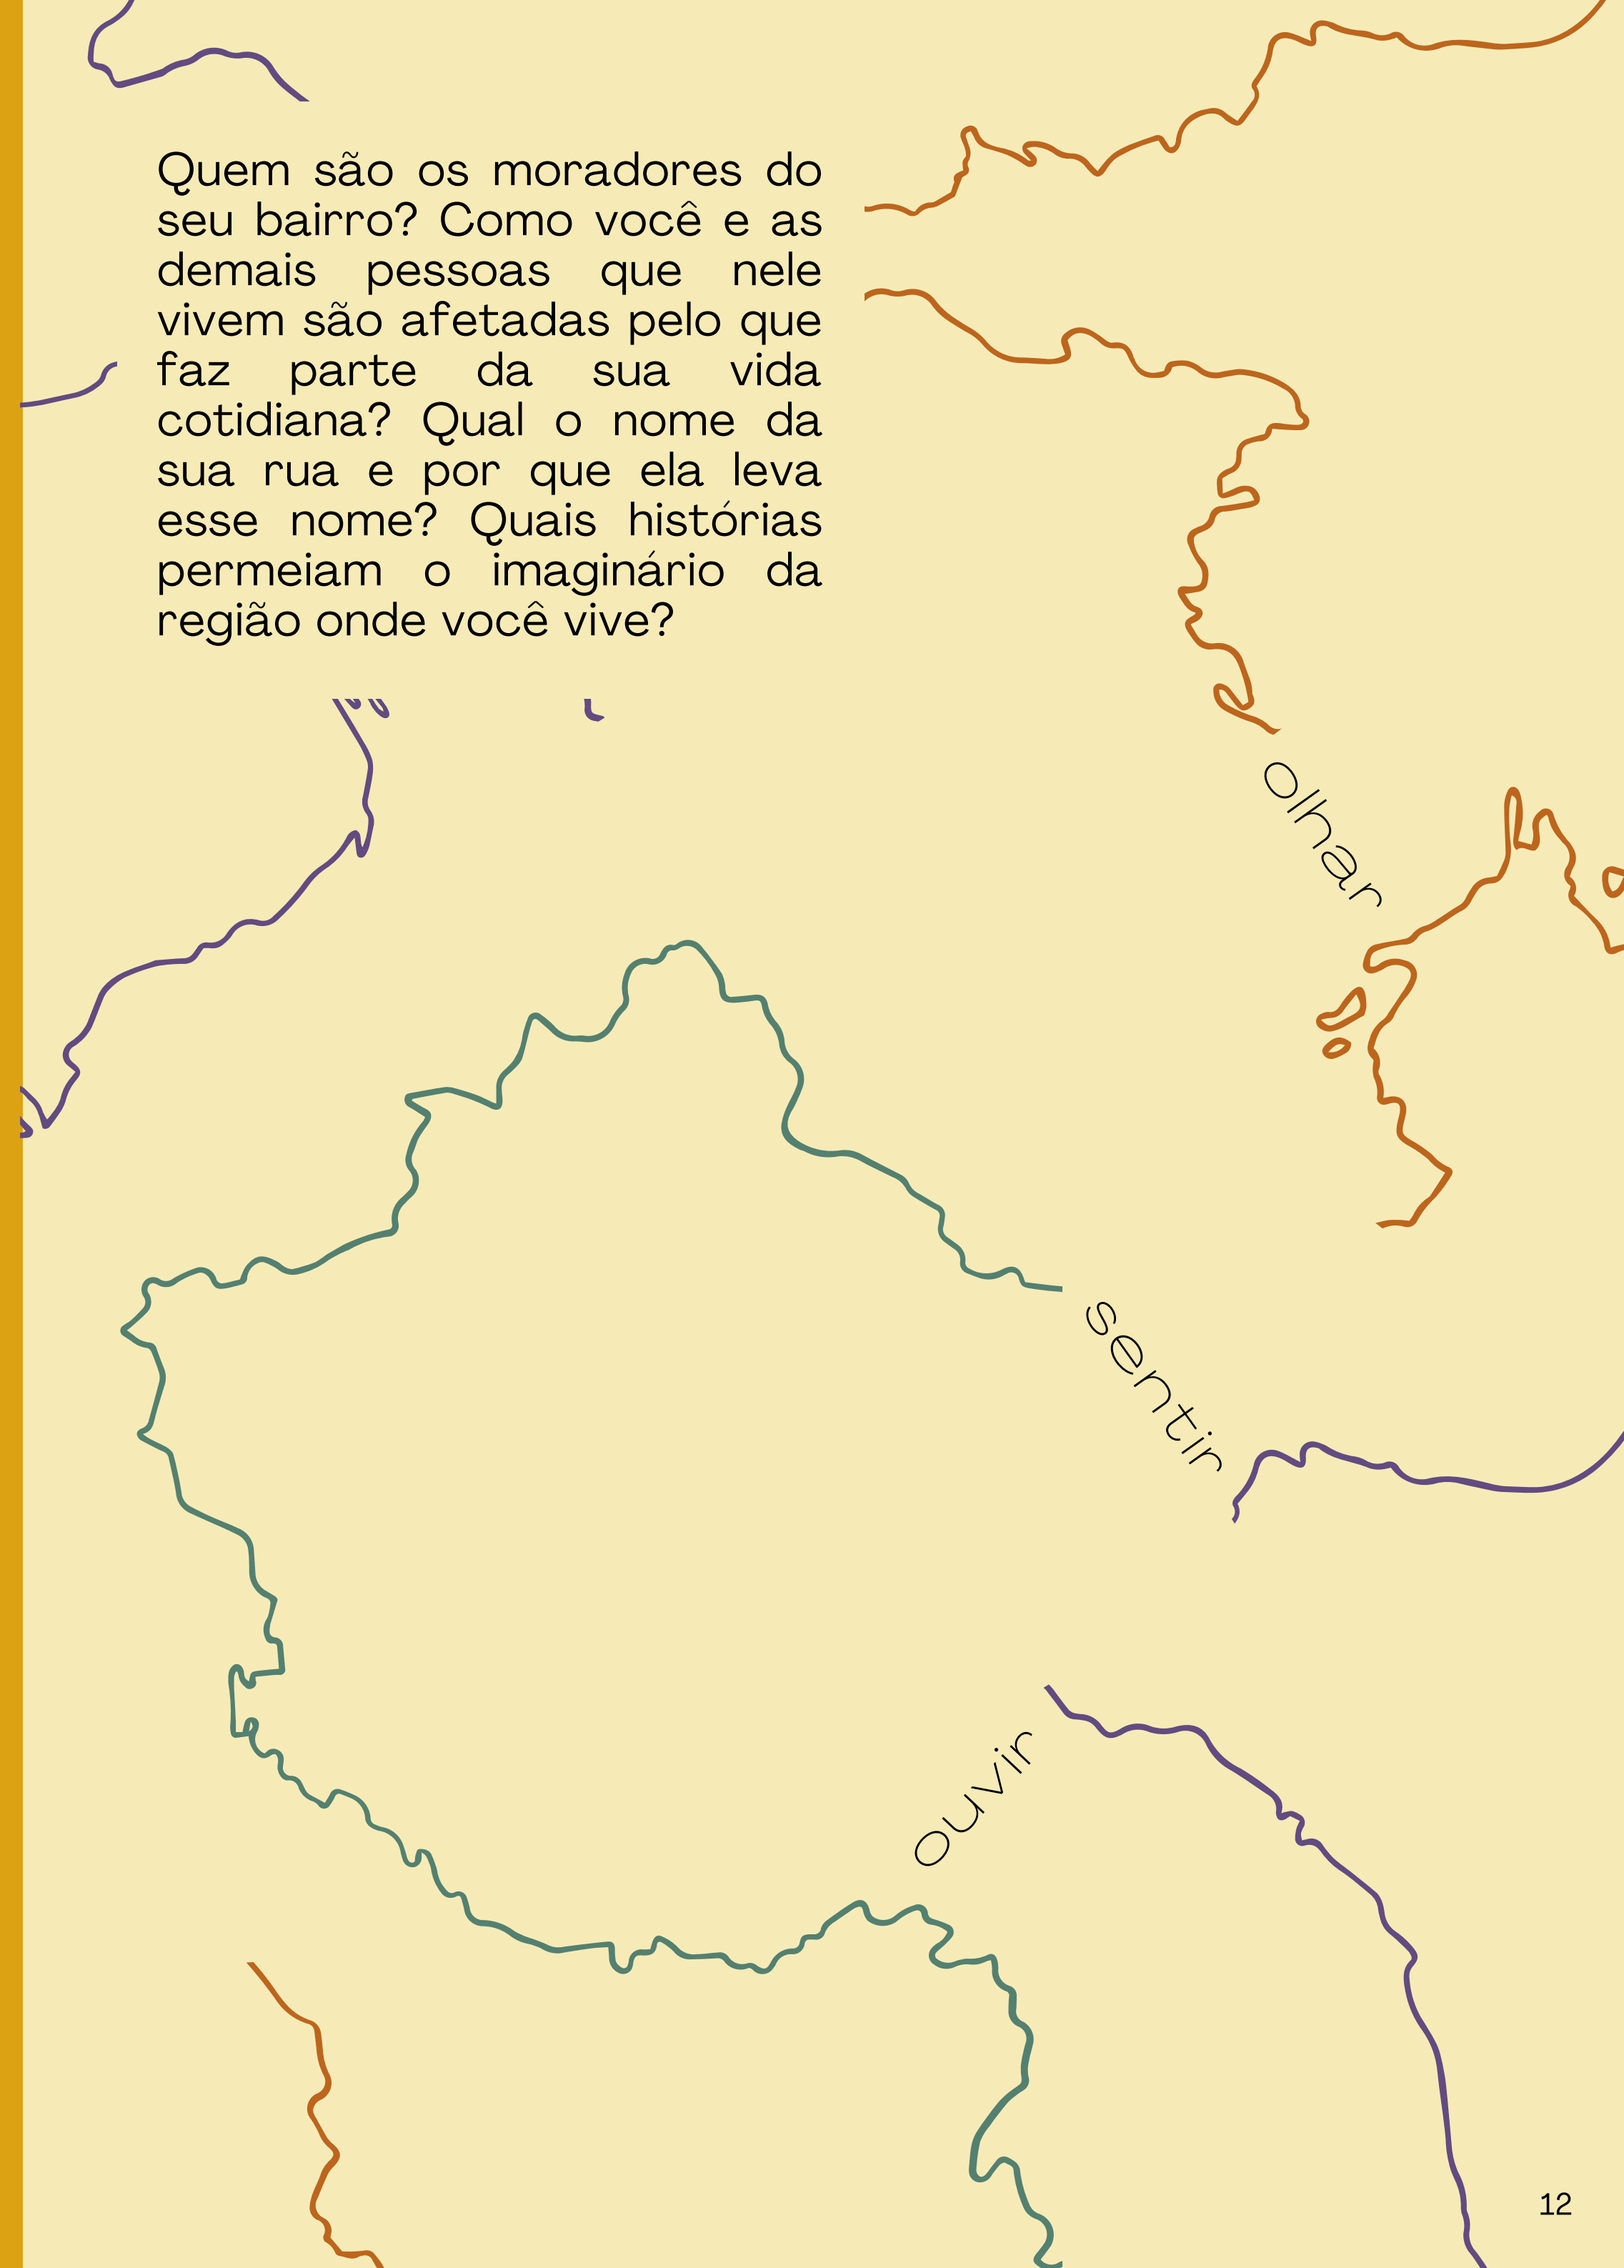 Quem são os moradores do
seu bairro? Como você e as
demais pessoas que nele
vivem são afetadas pelo que
faz parte da sua vida
cotidiana? Qual o nome da
sua rua e por que ela leva
esse nome? Quais histórias
permeiam o imaginário da
região onde você vive?
olhar
sentir
ouvir
12